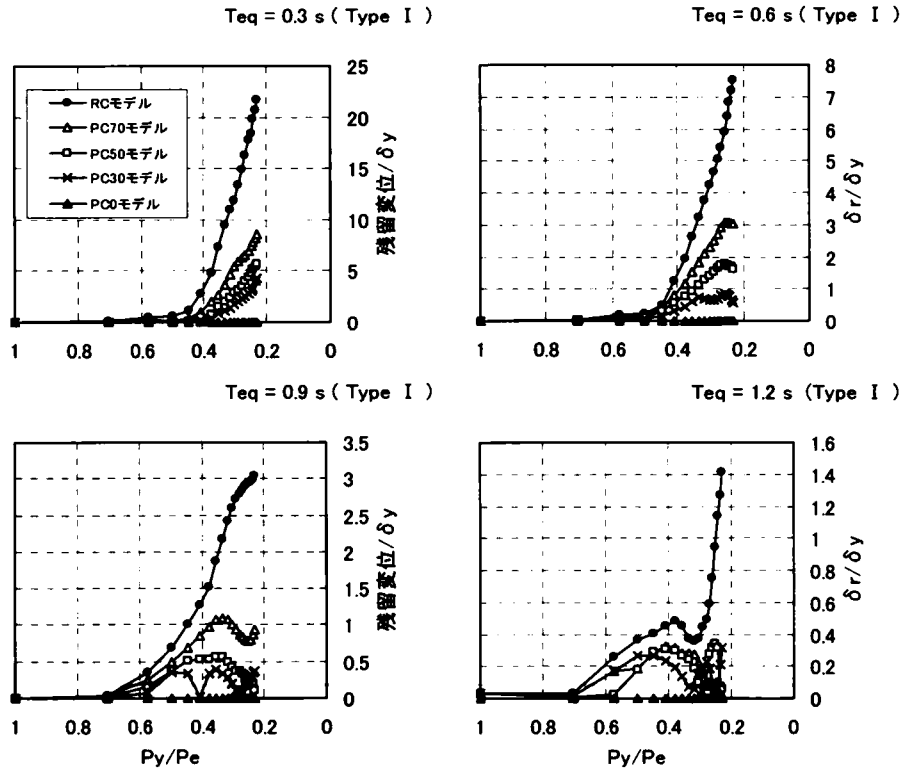 Teq = 0.3 s ( Type Ⅰ )
25
20
15
10
5
0
残留変位/δy
RCモデル
PC70モデル
PC50モデル
PC30モデル
PC0モデル
1 0.8 0.6 0.4 0.2 0
Teq = 0.6 s ( Type Ⅰ )
8
7
6
5
4
3
2
1
0
δr/δy
1 0.8 0.6 0.4 0.2 0
Teq = 0.9 s ( Type Ⅰ )
3.5
3
2.5
2
1.5
1
0.5
0
残留変位/δy
1 0.8 0.6 0.4 0.2 0
Py/Pe
Teq = 1.2 s (Type Ⅰ )
1.6
1.4
1.2
1
0.8
0.6
0.4
0.2
0
δr/δy
1 0.8 0.6 0.4 0.2 0
Py/Pe